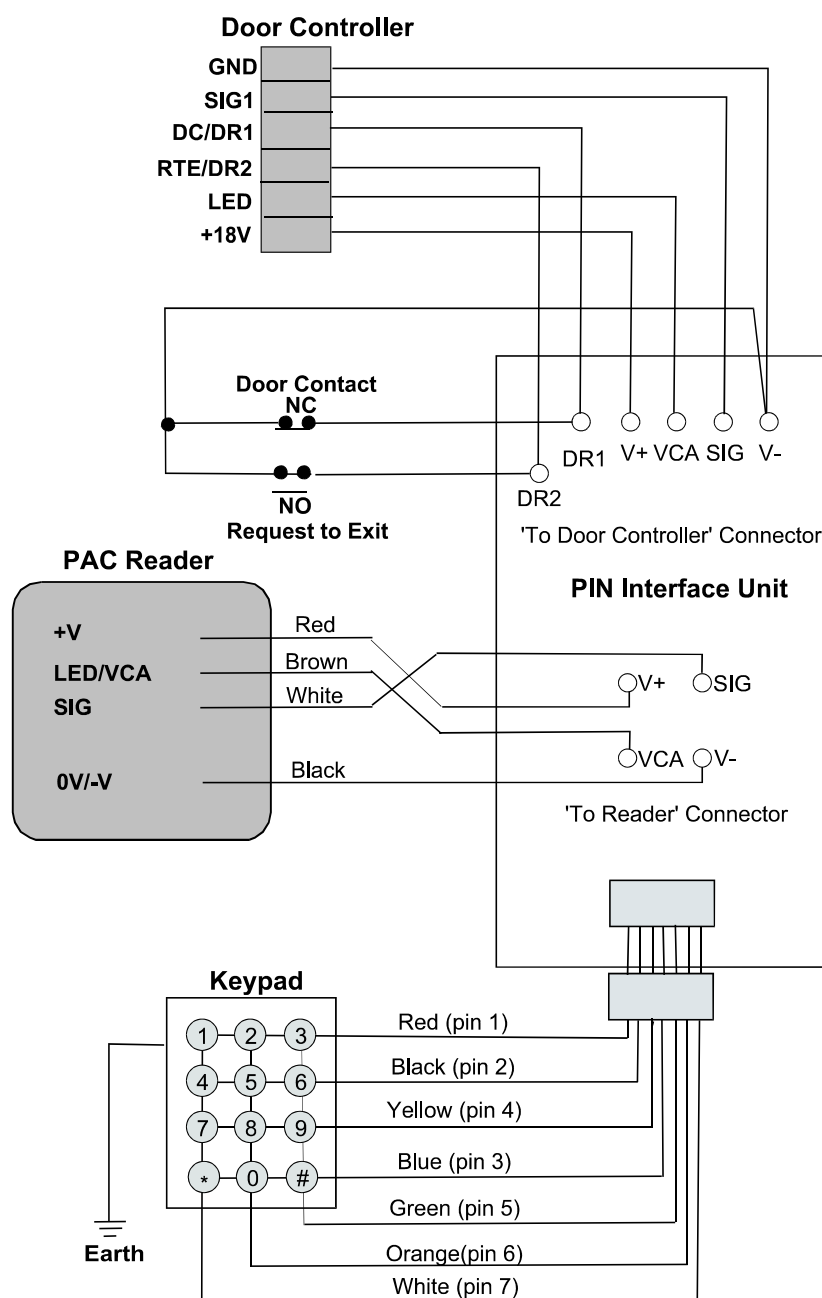 Door Controller
GND
SIG1
DC/DR1
RTE/DR2
LED
+18V
Door Contact
NC
DR1
V+
VCA
SIG
V-
DR2
NO
Request to Exit
'To Door Controller' Connector
PAC Reader
PIN Interface Unit
+V
Red
LED/VCA
Brown
SIG
White
V+
SIG
0V/-V
Black
VCA
V-
'To Reader' Connector
Keypad
1
2
3
Red (pin 1)
4
5
6
Black (pin 2)
7
8
9
Yellow (pin 4)
*
0
#
Blue (pin 3)
Green (pin 5)
Earth
Orange(pin 6)
White (pin 7)